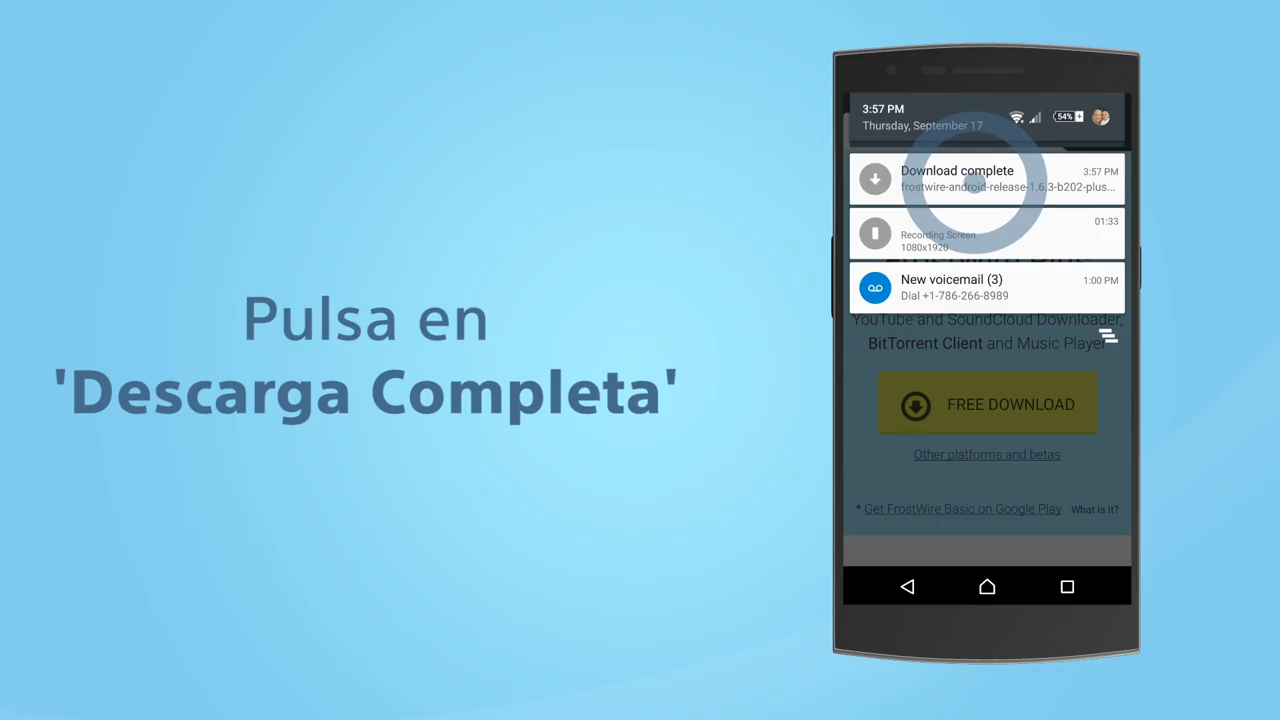 Pulsa en
'Descarga Completa'
3:57 PM
Thursday, September 17
54%
Download complete
3:57 PM
frostwire-android-release-1.6.3-b202-plus...
01:33
Recording Screen
1080x1920
New voicemail (3)
1:00 PM
Dial +1-786-266-8989
YouTube and SoundCloud Downloader,
BitTorrent Client and Music Player
FREE DOWNLOAD
Other platforms and betas
* Get FrostWire Basic on Google Play What is it?